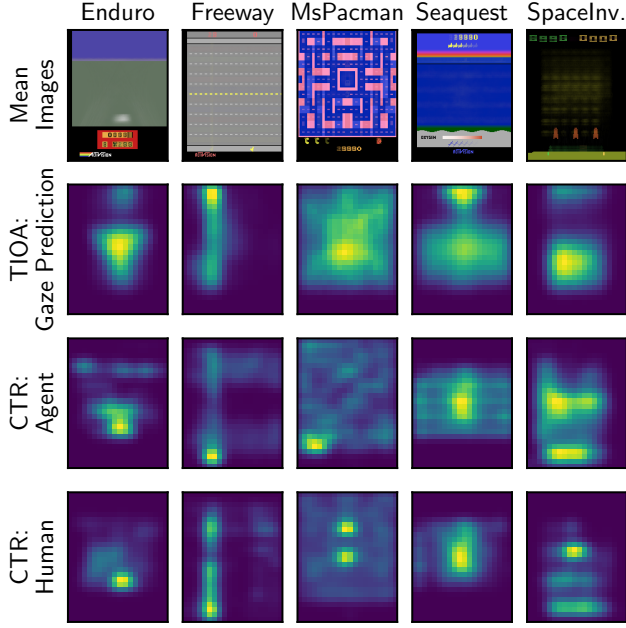 Enduro Freeway MsPacman Seaquest SpaceInv.
Mean
Images
TIOA:
Gaze Prediction
CTR:
Agent
CTR:
Human